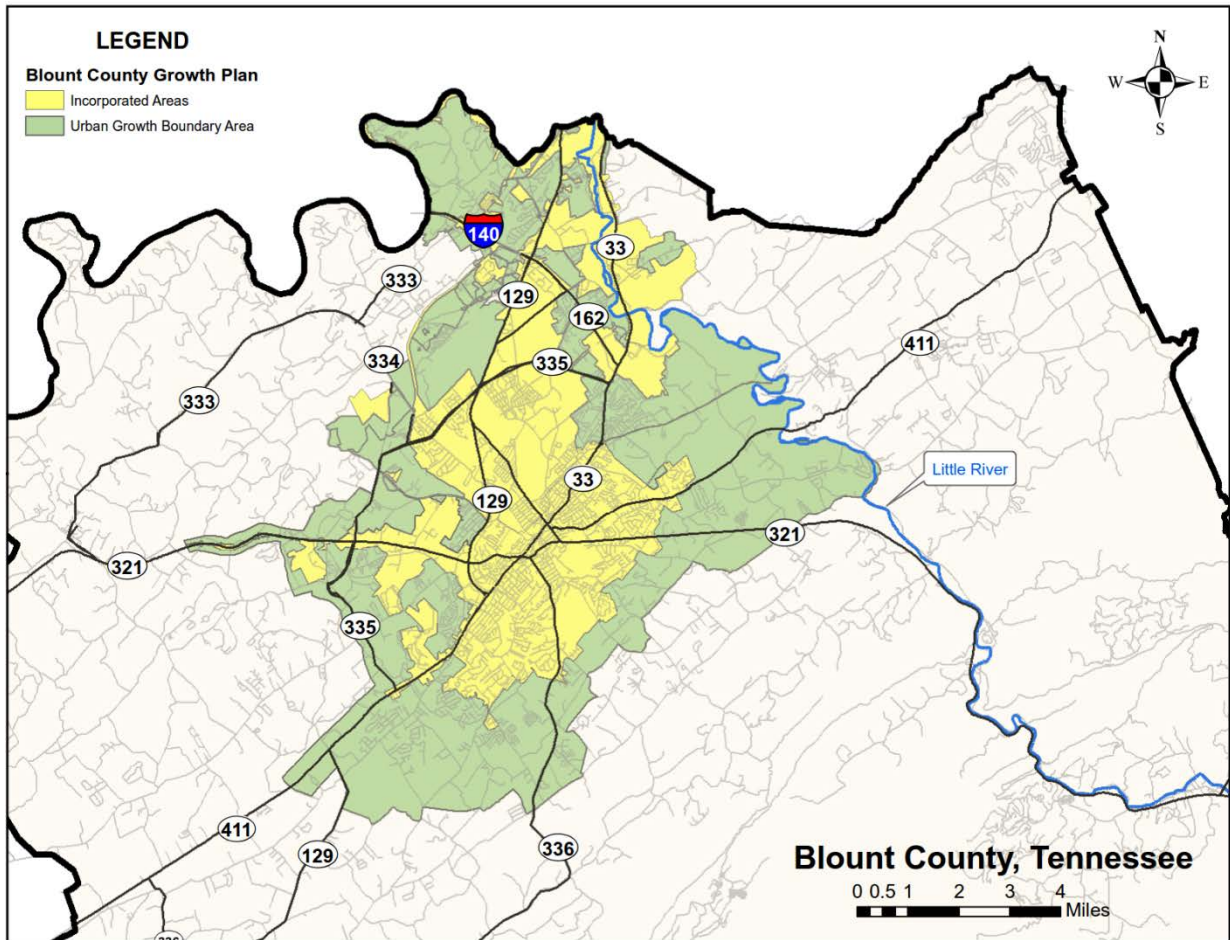 LEGEND
Blount County Growth Plan
Incorporated Areas
Urban Growth Boundary Area
N
W
E
S
140
33
333
129
162
411
335
334
333
Little River
33
129
321
321
335
411
129
336
Blount County, Tennessee
0 0.5 1 2 3 4
Miles
336